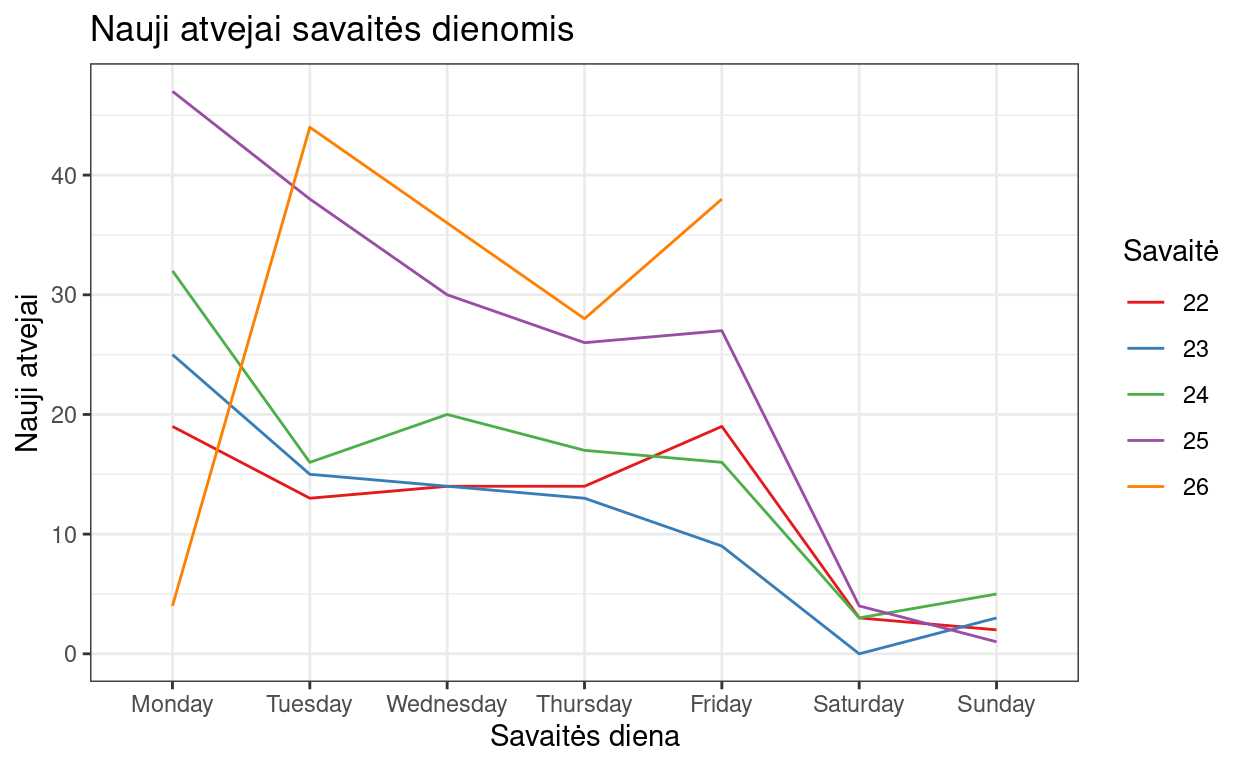 Nauji atvejai savaitės dienomis
Nauji atvejai
40
30
20
10
0
Monday Tuesday Wednesday Thursday Friday Saturday Sunday
Savaitės diena
Savaitė
22
23
24
25
26